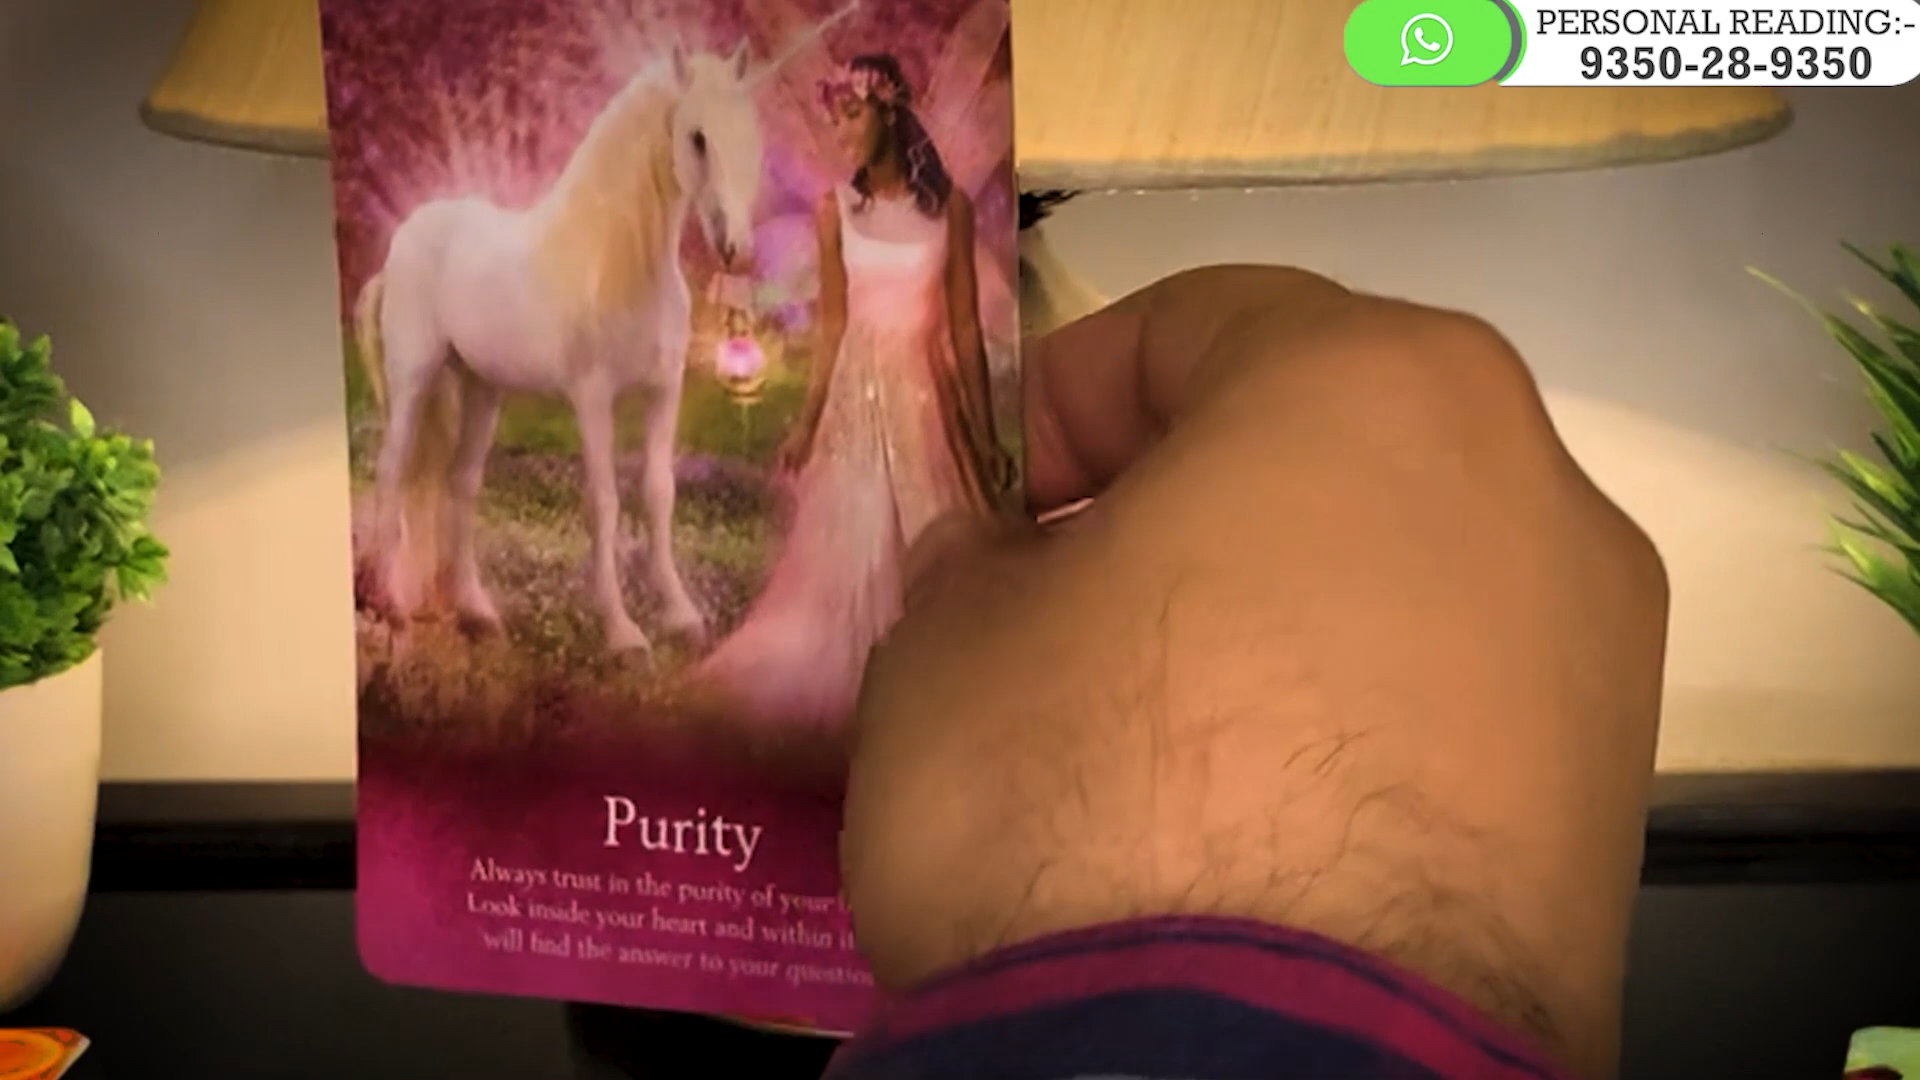 PERSONAL READING:-
9350-28-9350
Purity
Always trust in the purity of your
Look inside your heart and within
will find the answer to your